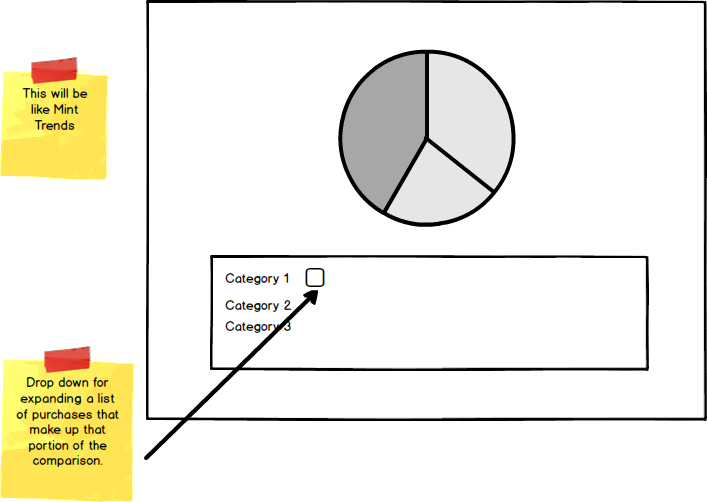 This will be
like Mint
Trends
Category 1
Category 2
Category 3
Drop down for
expanding a list
of purchases that
make up that
portion of the
comparison.